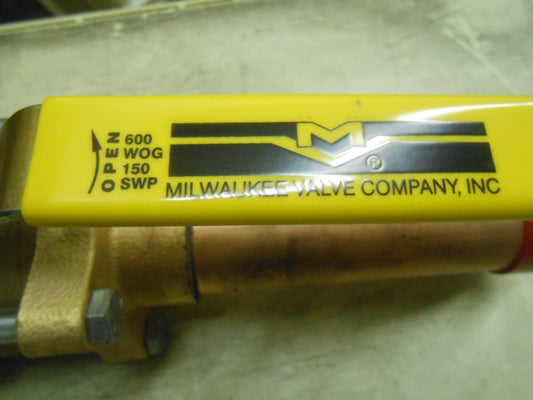 OPEN
600
WOG
150
SWP
M
®
MILWAUKEE VALVE COMPANY, INC